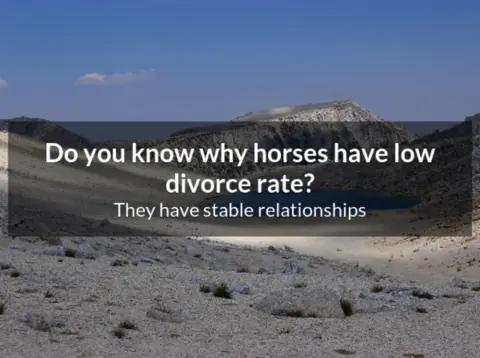 Do you know why horses have low
divorce rate?
They have stable relationships